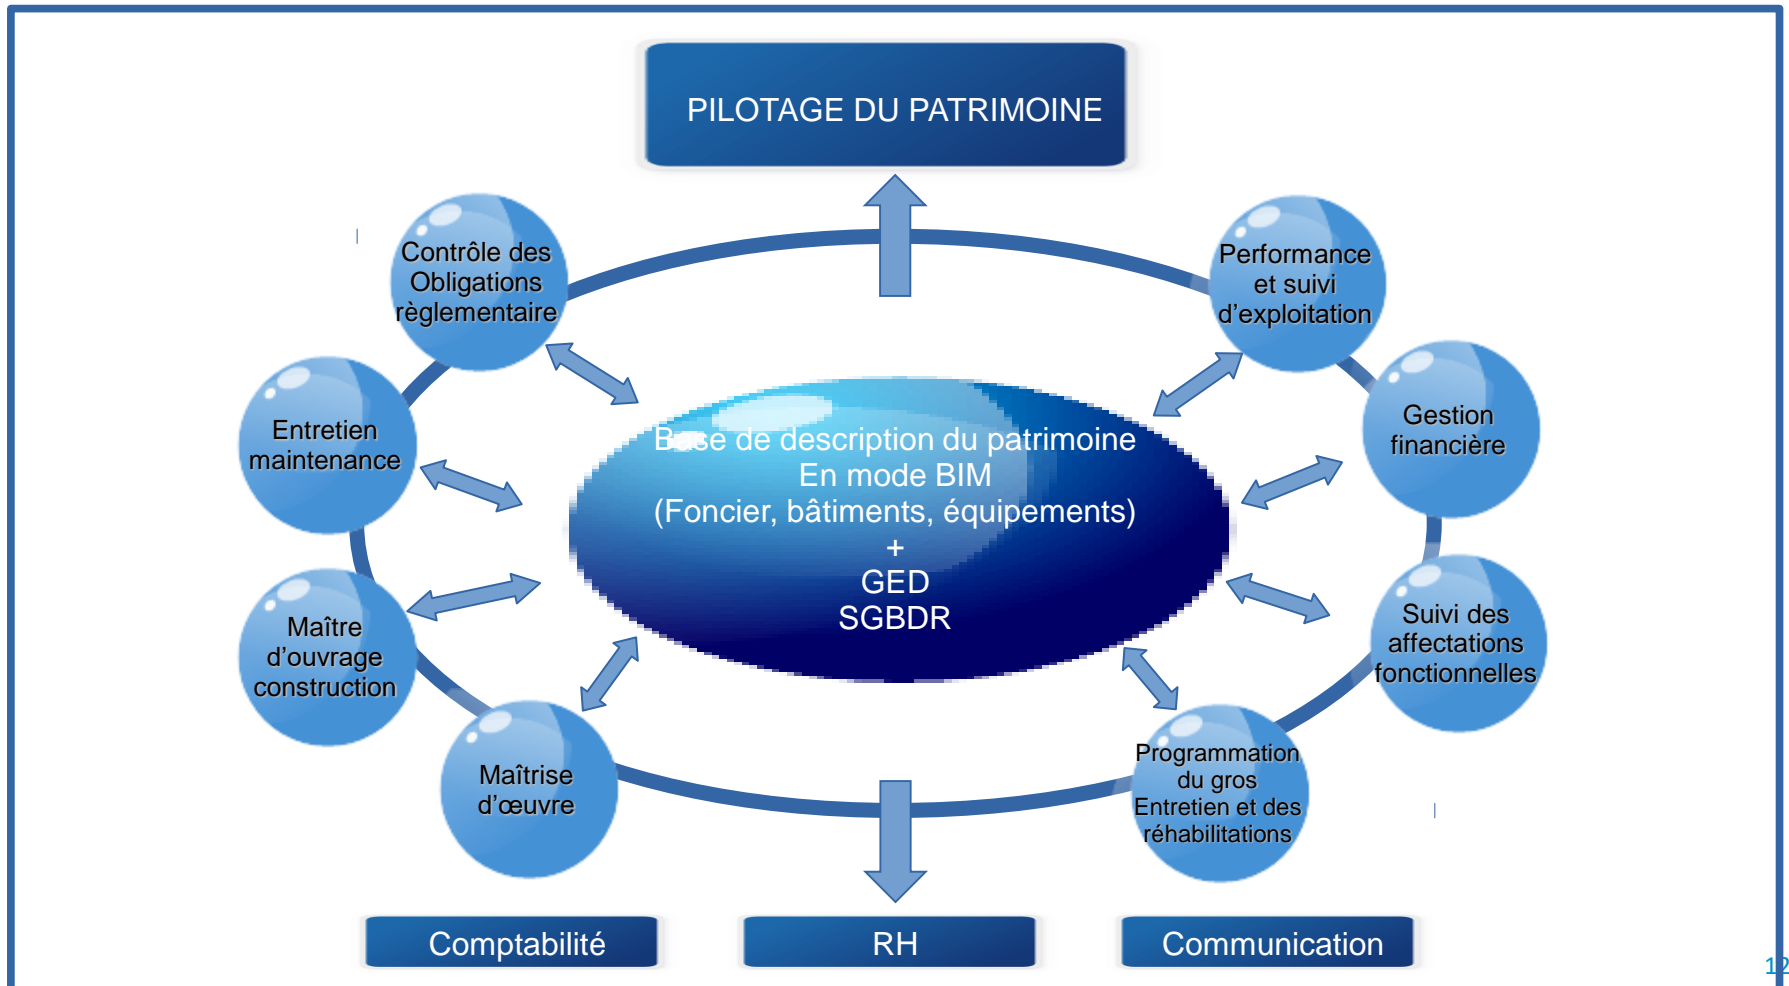 PILOTAGE DU PATRIMOINE
Contrôle des
Obligations
règlementaire
Performance
et suivi
d’exploitation
Entretien
maintenance
Gestion
financière
Base de description du patrimoine
En mode BIM
(Foncier, bâtiments, équipements)
+
GED
SGBDR
Maître
d’ouvrage
construction
Suivi des
affectations
fonctionnelles
Maîtrise
d’œuvre
Programmation
du gros
Entretien et des
réhabilitations
Comptabilité
RH
Communication
12